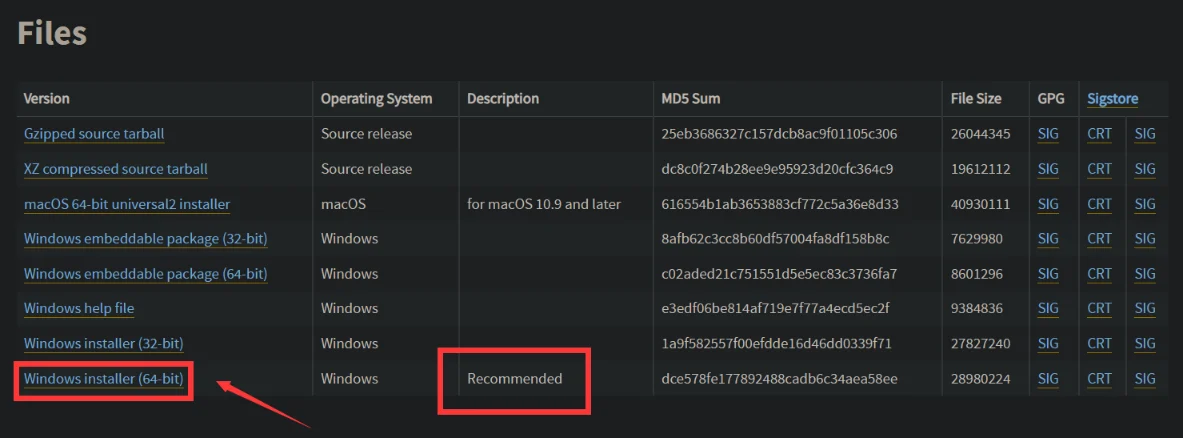 Files
Version Operating System Description MD5 Sum File Size GPG Sigstore
Gzipped source tarball Source release 25eb3686327c157dcb8ac9f01105c306 26044345 SIG CRT SIG
XZ compressed source tarball Source release dc8c0f274b28ee9e95923d20cfc364c9 19612112 SIG CRT SIG
macOS 64-bit universal2 installer macOS for macOS 10.9 and later 616554b1ab3653883cf772c5a36e8d33 40930111 SIG CRT SIG
Windows embeddable package (32-bit) Windows 8afb62c3cc8b60df57004fa8df158b8c 7629980 SIG CRT SIG
Windows embeddable package (64-bit) Windows c02aded21c751551d5e5ec83c3736fa7 8601296 SIG CRT SIG
Windows help file Windows e3edf06be814af719e7f77a4ecd5ec2f 9384836 SIG CRT SIG
Windows installer (32-bit) Windows 1a9f582557f00efdde16d46dd0339f71 27827240 SIG CRT SIG
Windows installer (64-bit) Windows Recommended dce578fe177892488cadb6c34aea58ee 28980224 SIG CRT SIG